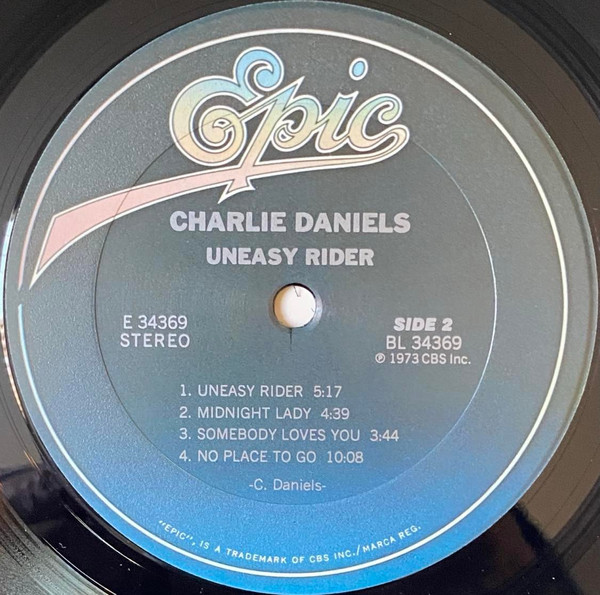 Epic
CHARLIE DANIELS
UNEASY RIDER
E 34369
STEREO
SIDE 2
BL 34369
℗ 1973 CBS Inc.
1. UNEASY RIDER 5:17
2. MIDNIGHT LADY 4:39
3. SOMEBODY LOVES YOU 3:44
4. NO PLACE TO GO 10:08
-C. Daniels-
"EPIC", IS A TRADEMARK OF CBS INC./MARCA REG.